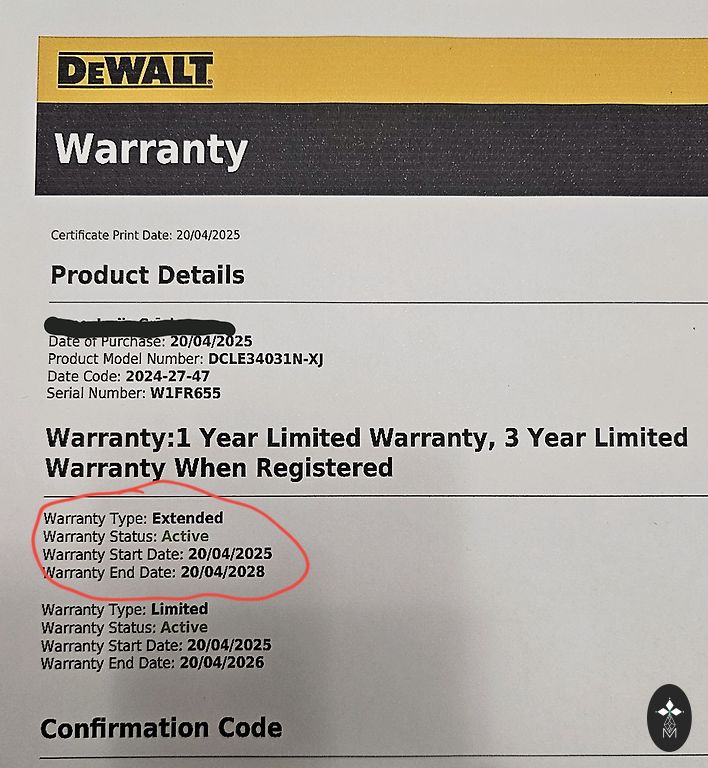 DEWALT®
Warranty
Certificate Print Date: 20/04/2025
Product Details
Date of Purchase: 20/04/2025
Product Model Number: DCLE34031N-XJ
Date Code: 2024-27-47
Serial Number: W1FR655
Warranty:1 Year Limited Warranty, 3 Year Limited
Warranty When Registered
Warranty Type: Extended
Warranty Status: Active
Warranty Start Date: 20/04/2025
Warranty End Date: 20/04/2028
Warranty Type: Limited
Warranty Status: Active
Warranty Start Date: 20/04/2025
Warranty End Date: 20/04/2026
Confirmation Code
M